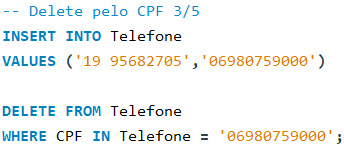 -- Delete pelo CPF 3/5
INSERT INTO Telefone
VALUES ('19 95682705','06980759000')
DELETE FROM Telefone
WHERE CPF IN Telefone = '06980759000';